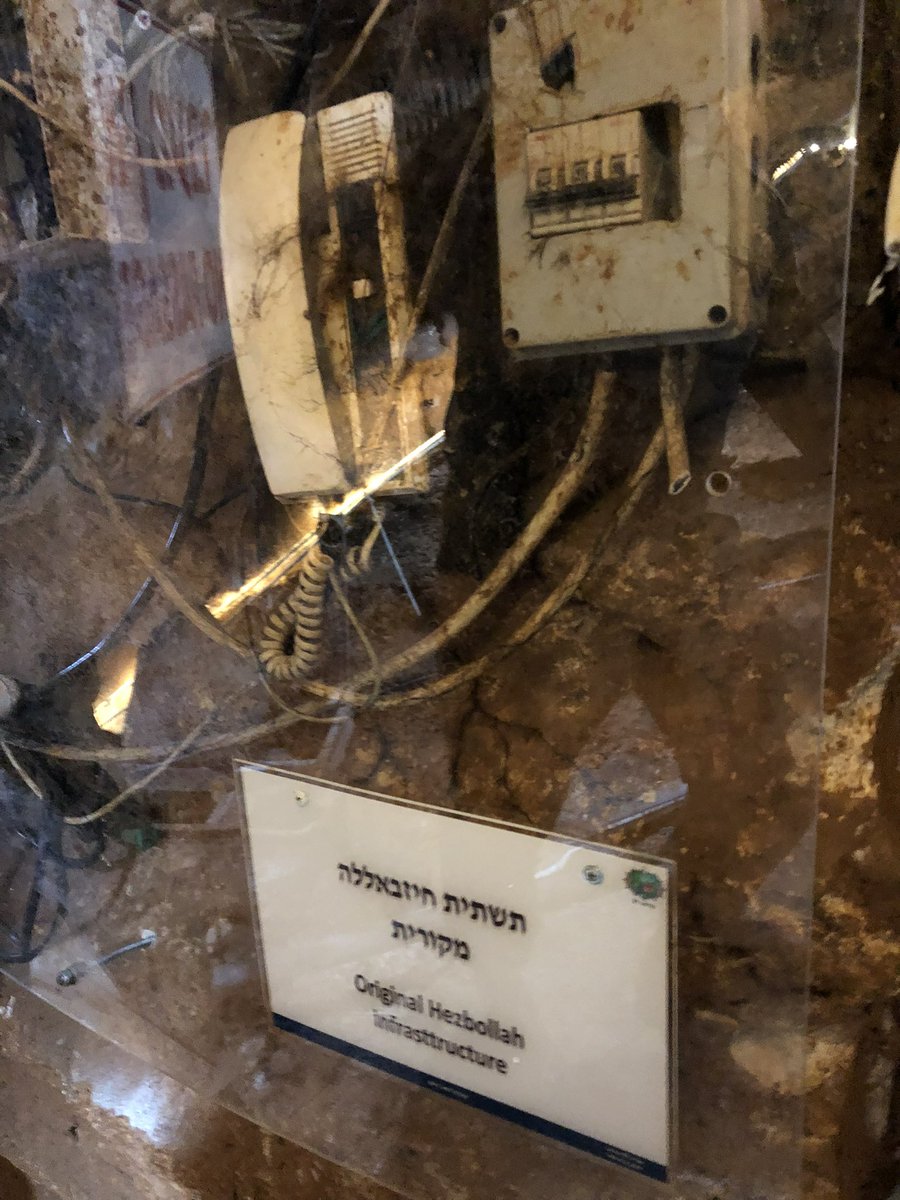 תשתית חיזבאללה
מקורית
Original Hezbollah
infrasttructure